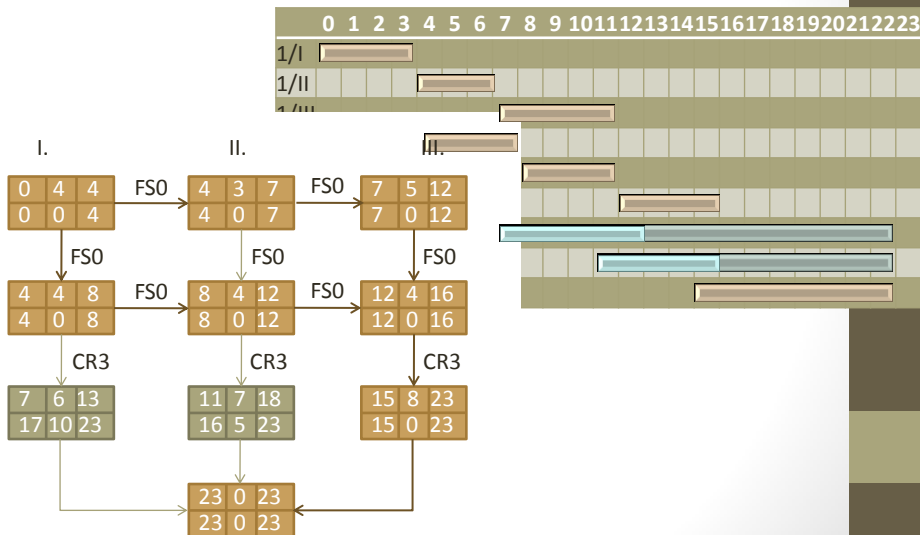 0 1 2 3 4 5 6 7 8 9 10 11 12 13 14 15 16 17 18 19 20 21 22 23
1/I
1/II
1/III
I. II. III.
0 4 4 FS0 4 3 7 FS0 7 5 12
0 0 4 4 0 7 7 0 12
FS0 FS0 FS0
4 4 8 FS0 8 4 12 FS0 12 4 16
4 0 8 8 0 12 12 0 16
CR3 CR3 CR3
7 6 13 11 7 18 15 8 23
17 10 23 16 5 23 15 0 23
23 0 23
23 0 23